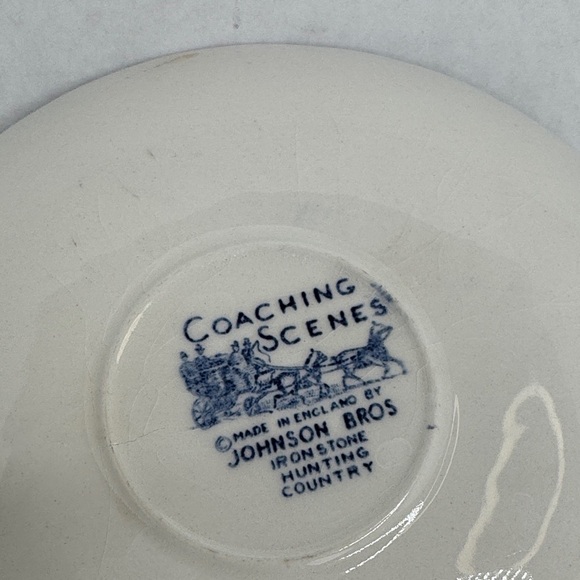 COACHING
SCENES
© MADE IN ENGLAND BY
JOHNSON BROS
IRONSTONE
HUNTING
COUNTRY